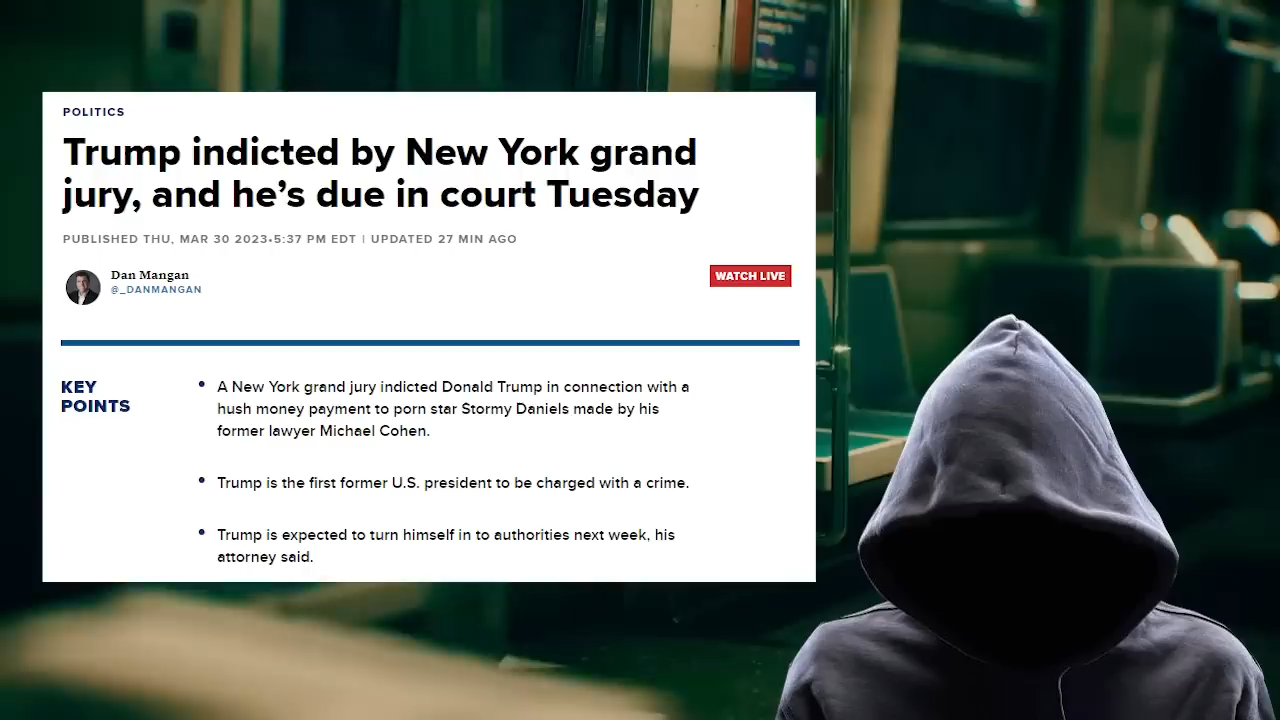 POLITICS
Trump indicted by New York grand
jury, and he’s due in court Tuesday
PUBLISHED THU, MAR 30 2023•5:37 PM EDT | UPDATED 27 MIN AGO
Dan Mangan
@_DANMANGAN
WATCH LIVE
KEY
POINTS
• A New York grand jury indicted Donald Trump in connection with a
hush money payment to porn star Stormy Daniels made by his
former lawyer Michael Cohen.
• Trump is the first former U.S. president to be charged with a crime.
• Trump is expected to turn himself in to authorities next week, his
attorney said.